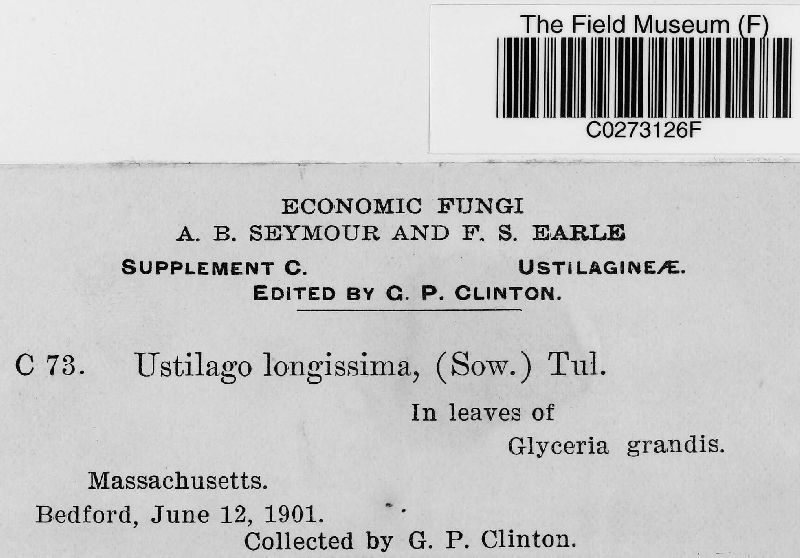 The Field Museum (F)
C0273126F
ECONOMIC FUNGI
A. B. SEYMOUR AND F. S. EARLE
SUPPLEMENT C. USTILAGINEÆ.
EDITED BY G. P. CLINTON.
C 73. Ustilago longissima, (Sow.) Tul.
In leaves of
Glyceria grandis.
Massachusetts.
Bedford, June 12, 1901.
Collected by G. P. Clinton.